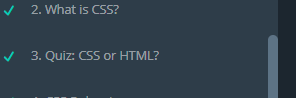 2. What is CSS?
3. Quiz: CSS or HTML?